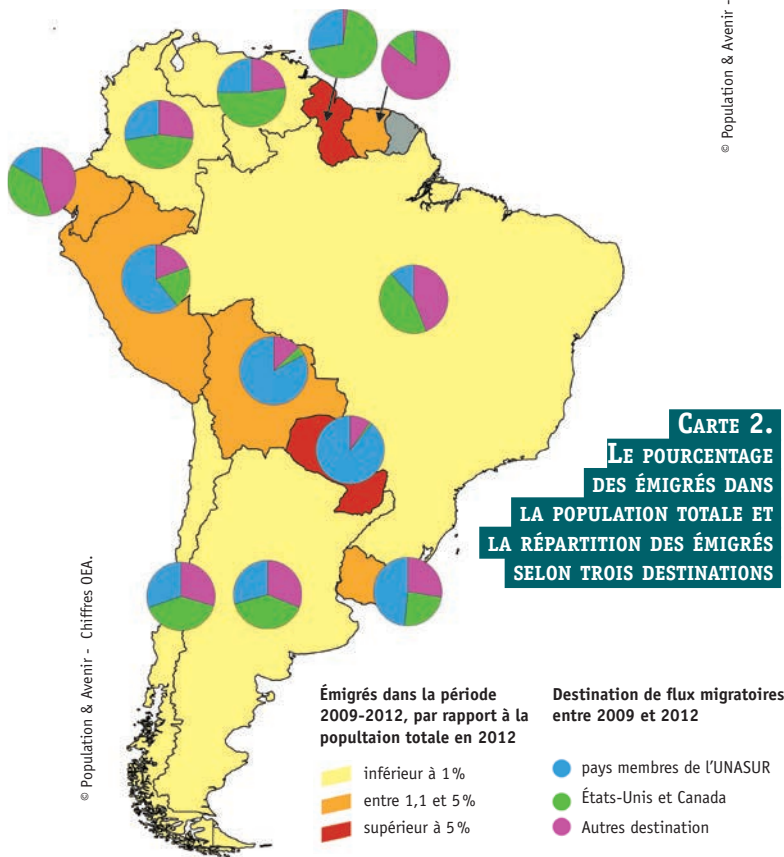 © Population & Avenir -
CARTE 2.
LE POURCENTAGE
DES ÉMIGRÉS DANS
LA POPULATION TOTALE ET
LA RÉPARTITION DES ÉMIGRÉS
SELON TROIS DESTINATIONS
© Population & Avenir - Chiffres OEA.
Émigrés dans la période
2009-2012, par rapport à la
popultaion totale en 2012
inférieur à 1%
entre 1,1 et 5%
supérieur à 5%
Destination de flux migratoires
entre 2009 et 2012
pays membres de l'UNASUR
États-Unis et Canada
Autres destination